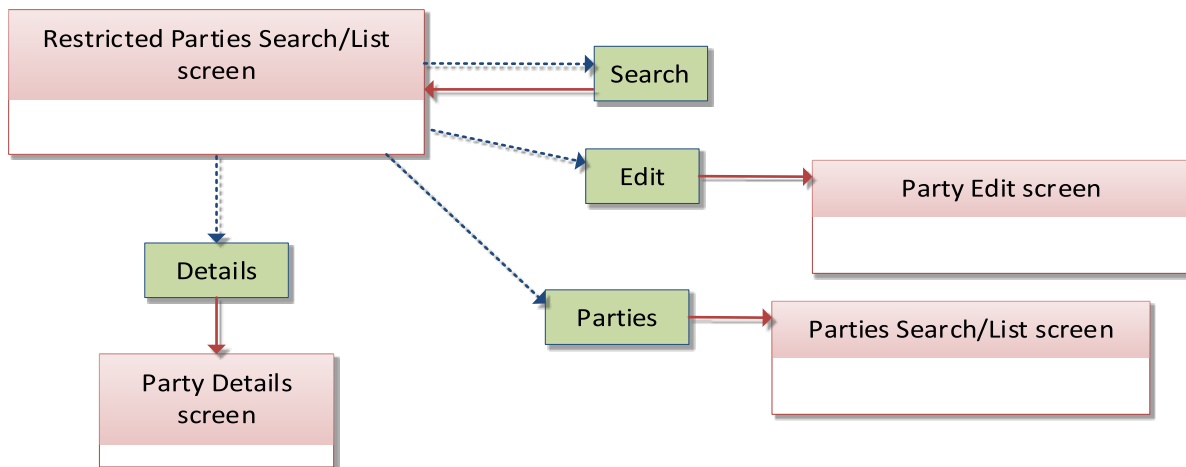 Restricted Parties Search/List
screen
Search
Edit
Party Edit screen
Details
Parties
Parties Search/List screen
Party Details
screen